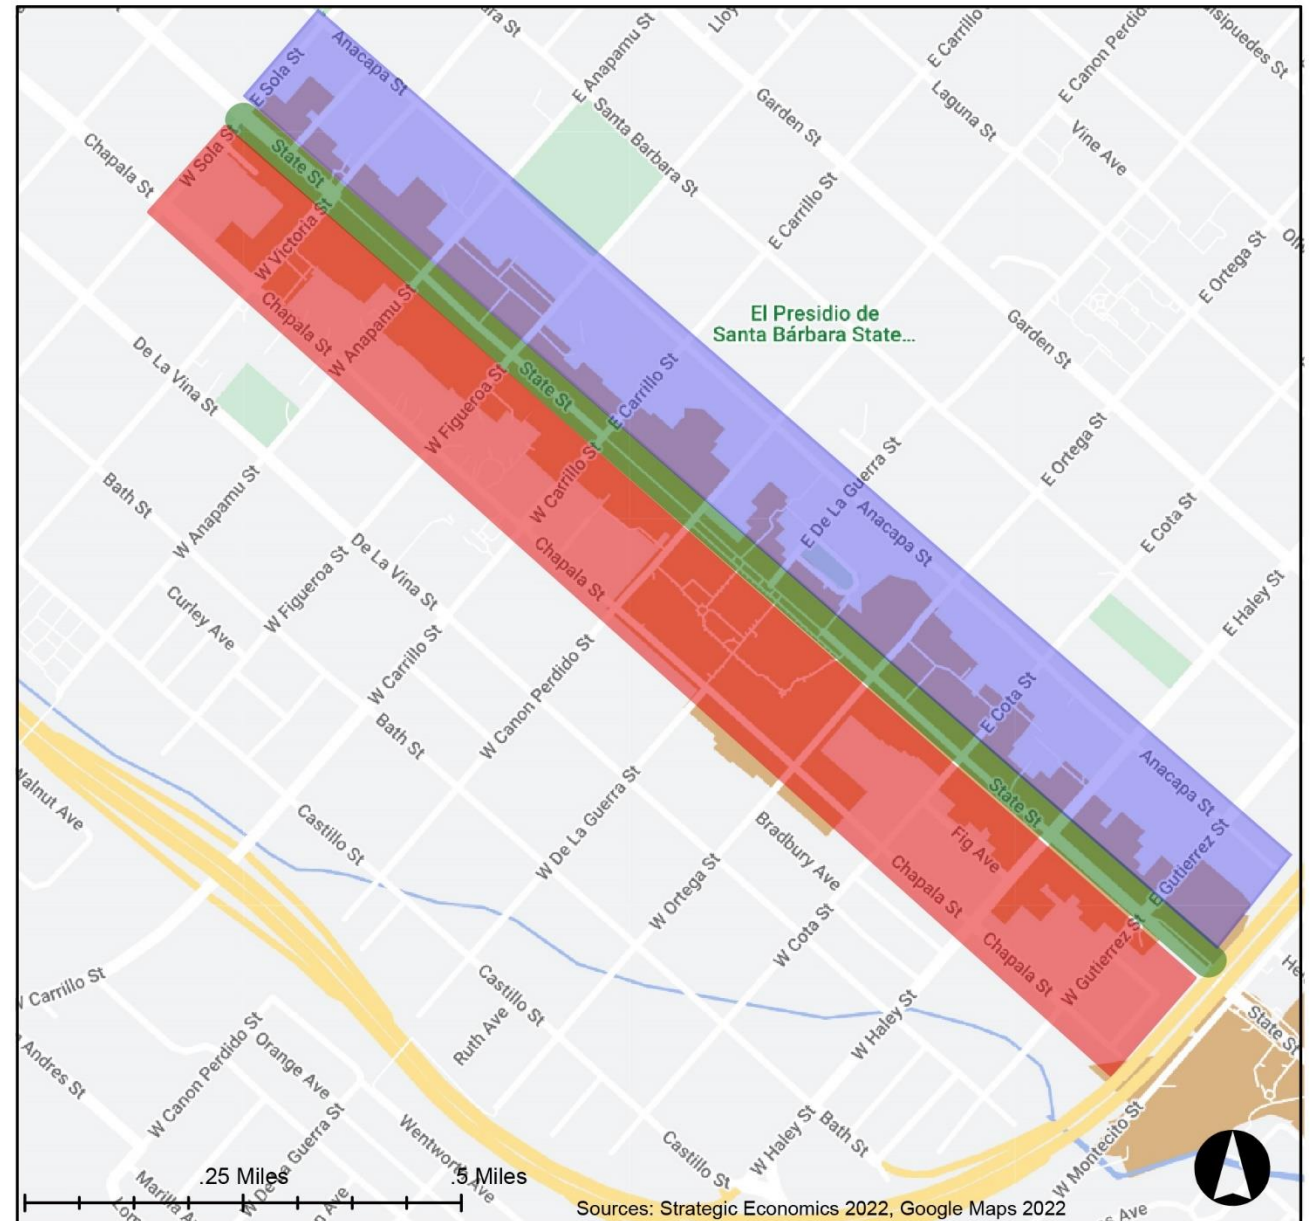 E Anapamu St
E Carrillo
E Canon Perdid
Anacapa St
E Sola St
Garden St
Laguna St
Vine Ave
Santa Barbara St
Chapala St
W Sola St
State St
E Carrillo St
E Ortega St
W Victoria St
El Presidio de
Santa Bárbara State...
Chapala St
W Anapamu St
Garden St
De La Vina St
State St
E Carrillo St
W Figueroa St
E Ortega St
E De La Guerra St
W Carrillo St
Anacapa St
Bath St
W Anapamu St
E Cota St
De La Vina St
Chapala St
W Figueroa St
E Haley St
Curley Ave
W Carrillo St
W Canon Perdido St
E Cota St
Bath St
Anacapa St
State St
Walnut Ave
Castillo St
W De La Guerra St
Bradbury Ave
Fig Ave
E Gutierrez St
W Ortega St
Chapala St
W Cota St
Chapala St
W Gutierrez St
W Carrillo St
Castillo St
State St
Ruth Ave
W Haley St
Andres St
W Canon Perdido St
Orange Ave
Wentworth Ave
W De La Guerra St
Castillo St
W Haley St
Bath St
W Montecito St
Marilla Av
.25 Miles
.5 Miles
Sources: Strategic Economics 2022, Google Maps 2022